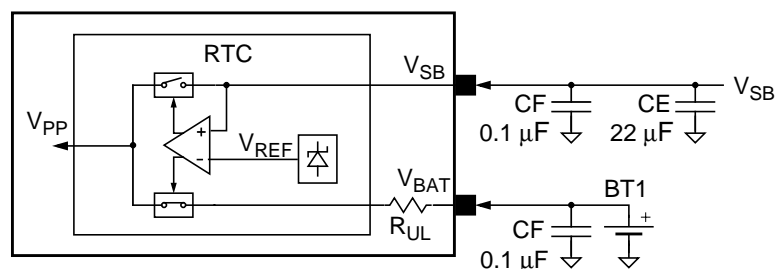 RTC
V_SB
V_SB
CF
0.1 μF
CE
22 μF
V_PP
+
-
V_REF
V_BAT
R_UL
BT1
+
CF
0.1 μF